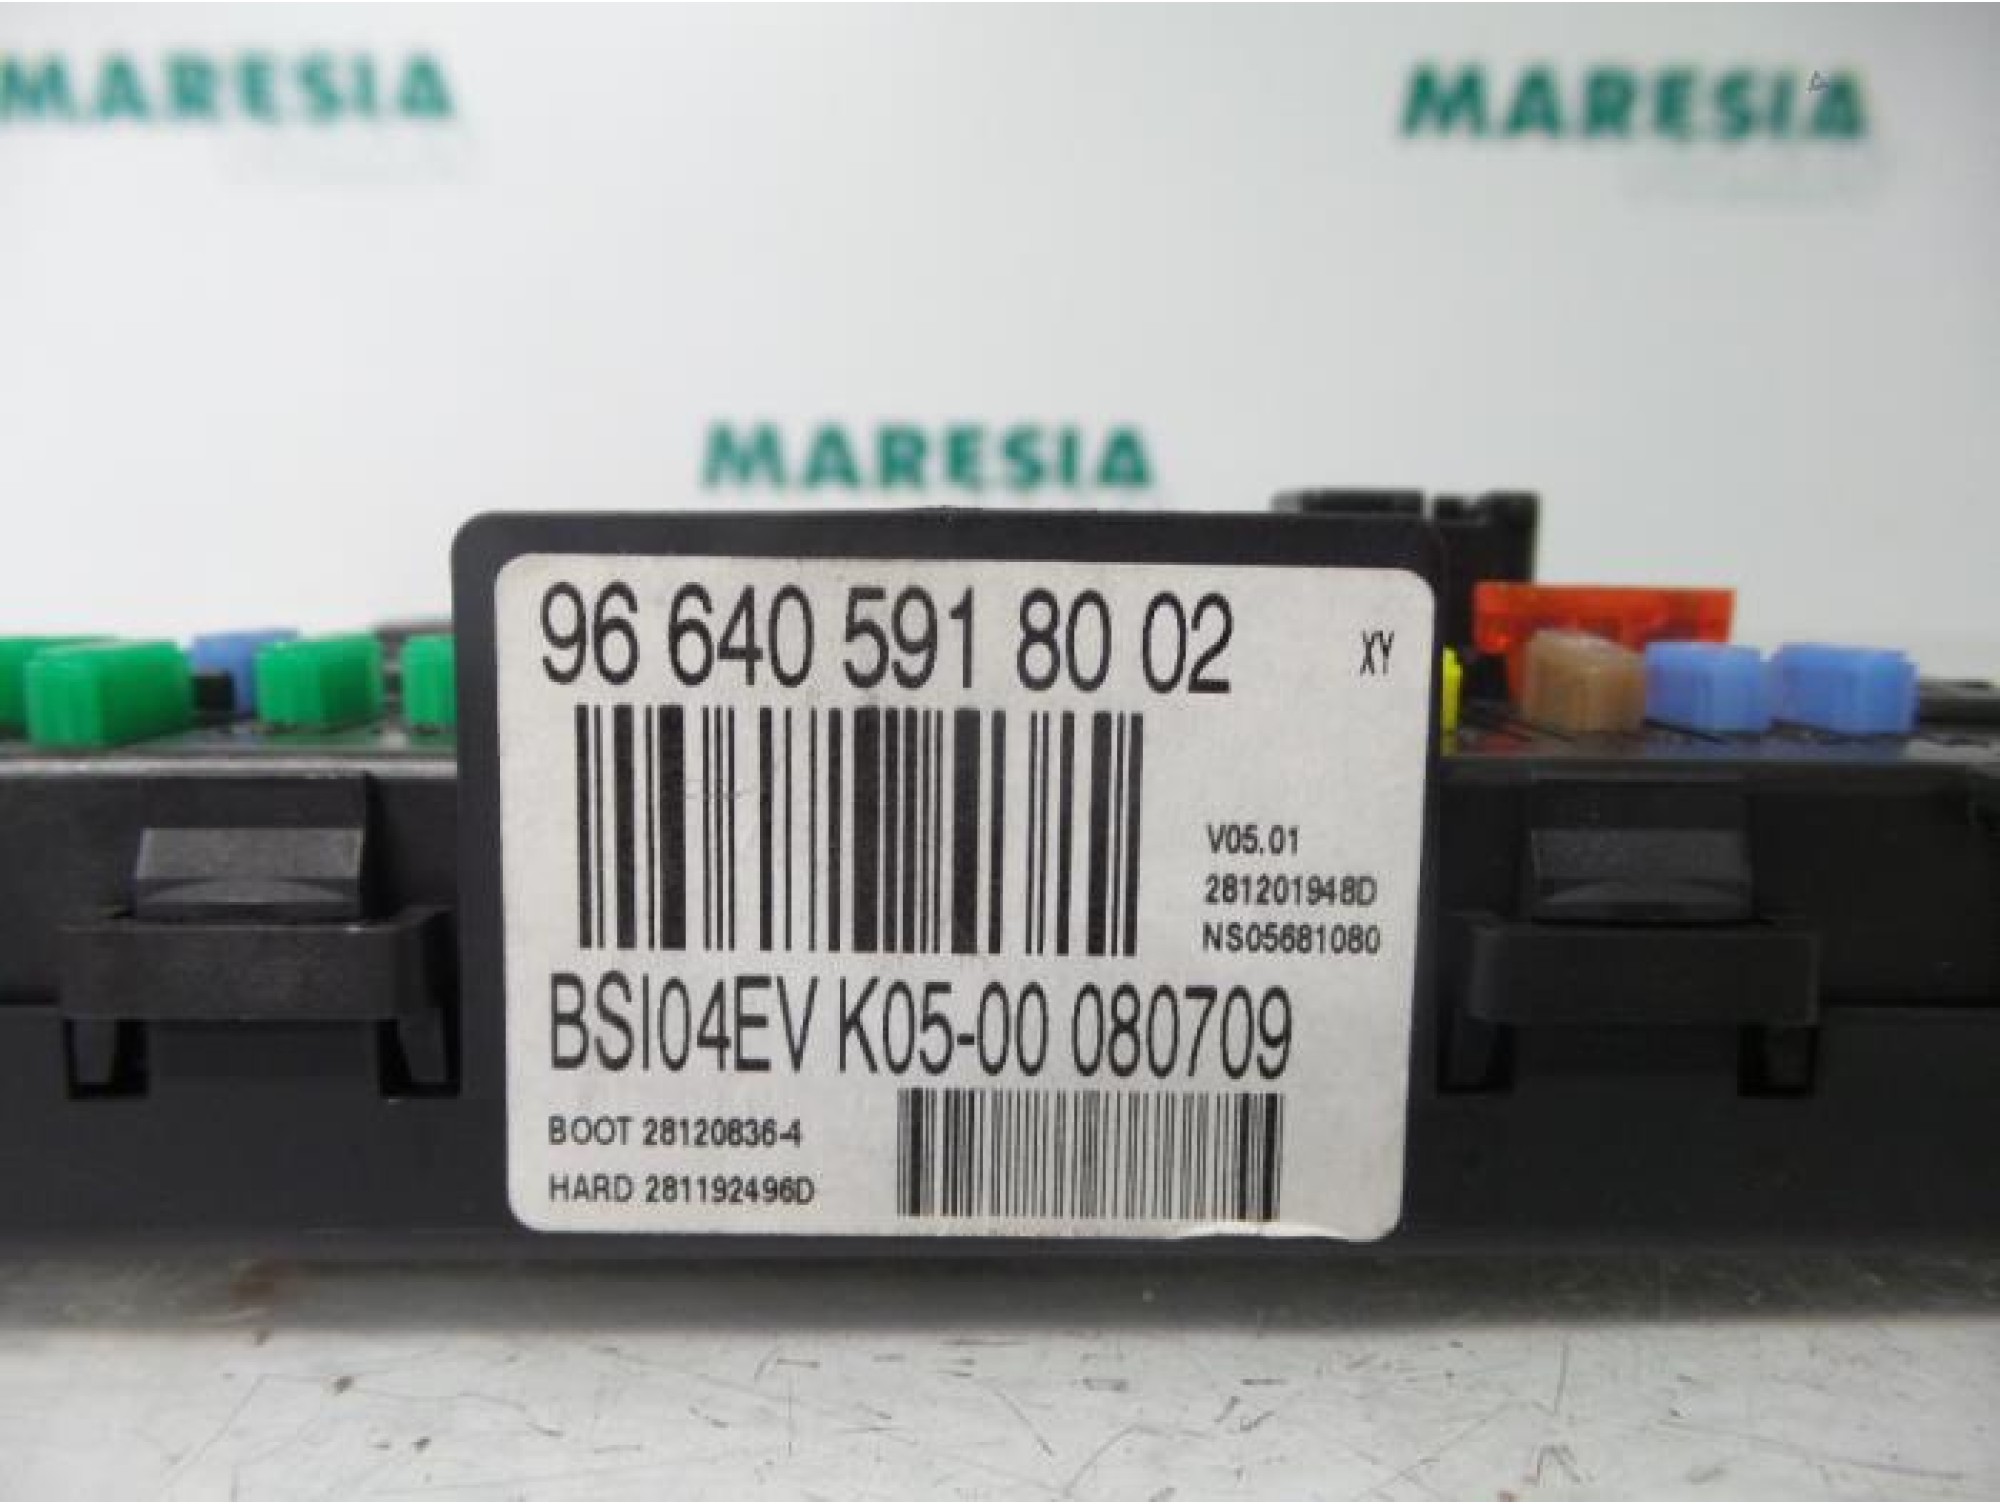 MARESIA
MARESIA
MARESIA
96 640 591 80 02 XY
V05.01
281201948D
NS05681080
BSI04EV K05-00 080709
BOOT 28120836-4
HARD 281192496D